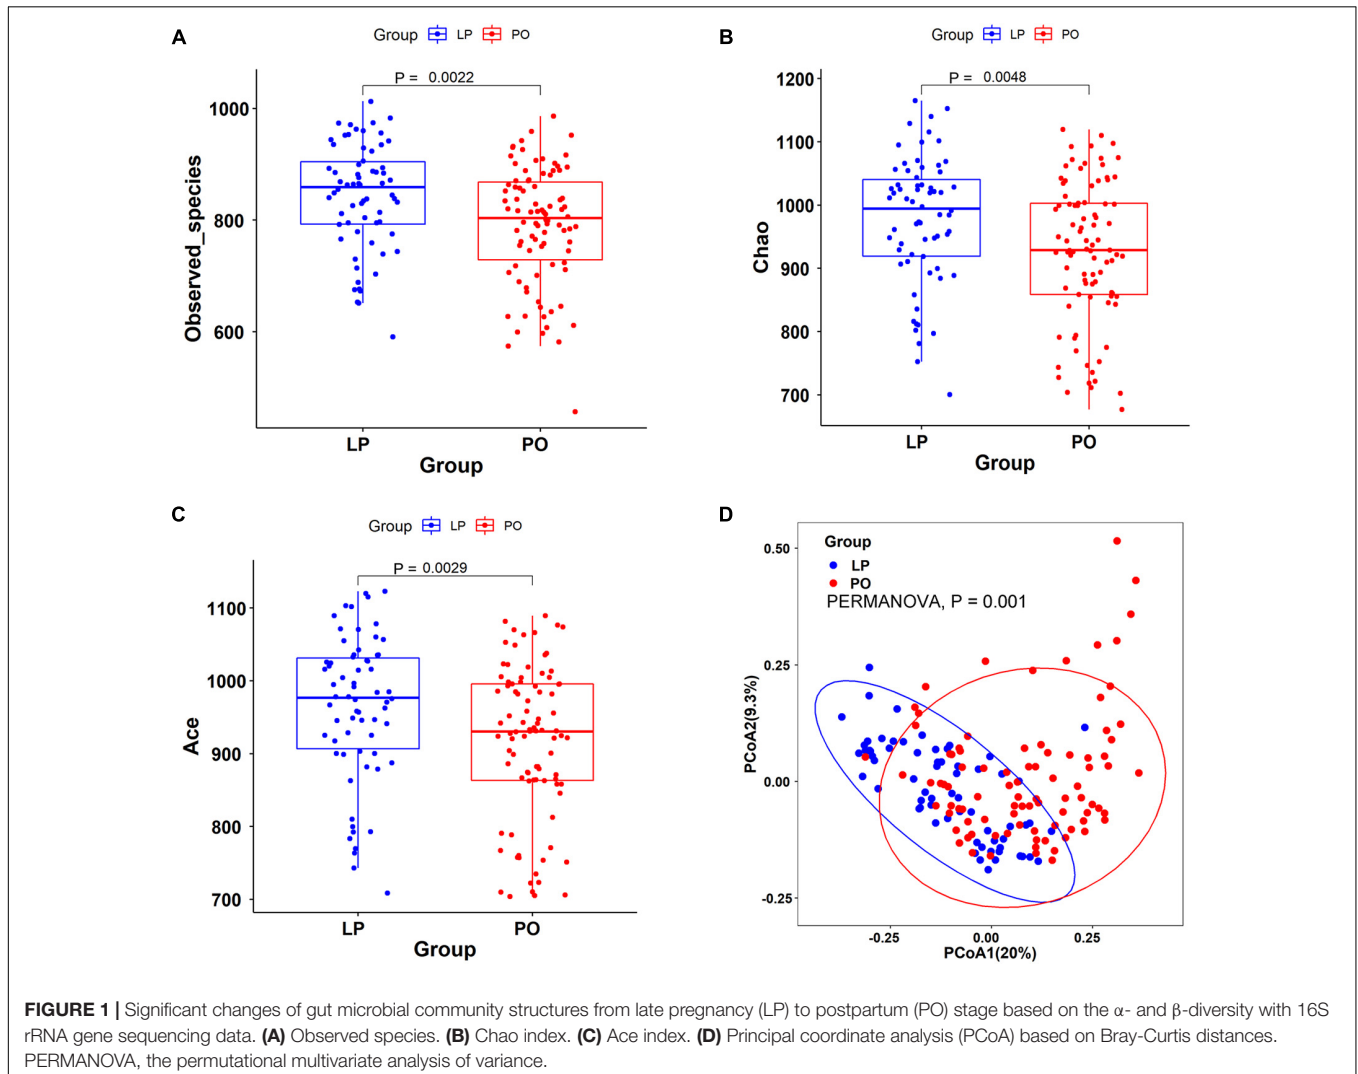 A
Group LP PO
P = 0.0022
1000
800
600
Observed_species
LP PO
Group
B
Group LP PO
P = 0.0048
1200
1100
1000
900
800
700
Chao
LP PO
Group
C
Group LP PO
P = 0.0029
1100
1000
900
800
700
Ace
LP PO
Group
D
Group
LP
PO
PERMANOVA, P = 0.001
0.50
0.25
0.00
-0.25
PCoA2(9.3%)
-0.25 0.00 0.25
PCoA1(20%)
FIGURE 1 | Significant changes of gut microbial community structures from late pregnancy (LP) to postpartum (PO) stage based on the α- and β-diversity with 16S
rRNA gene sequencing data. (A) Observed species. (B) Chao index. (C) Ace index. (D) Principal coordinate analysis (PCoA) based on Bray-Curtis distances.
PERMANOVA, the permutational multivariate analysis of variance.